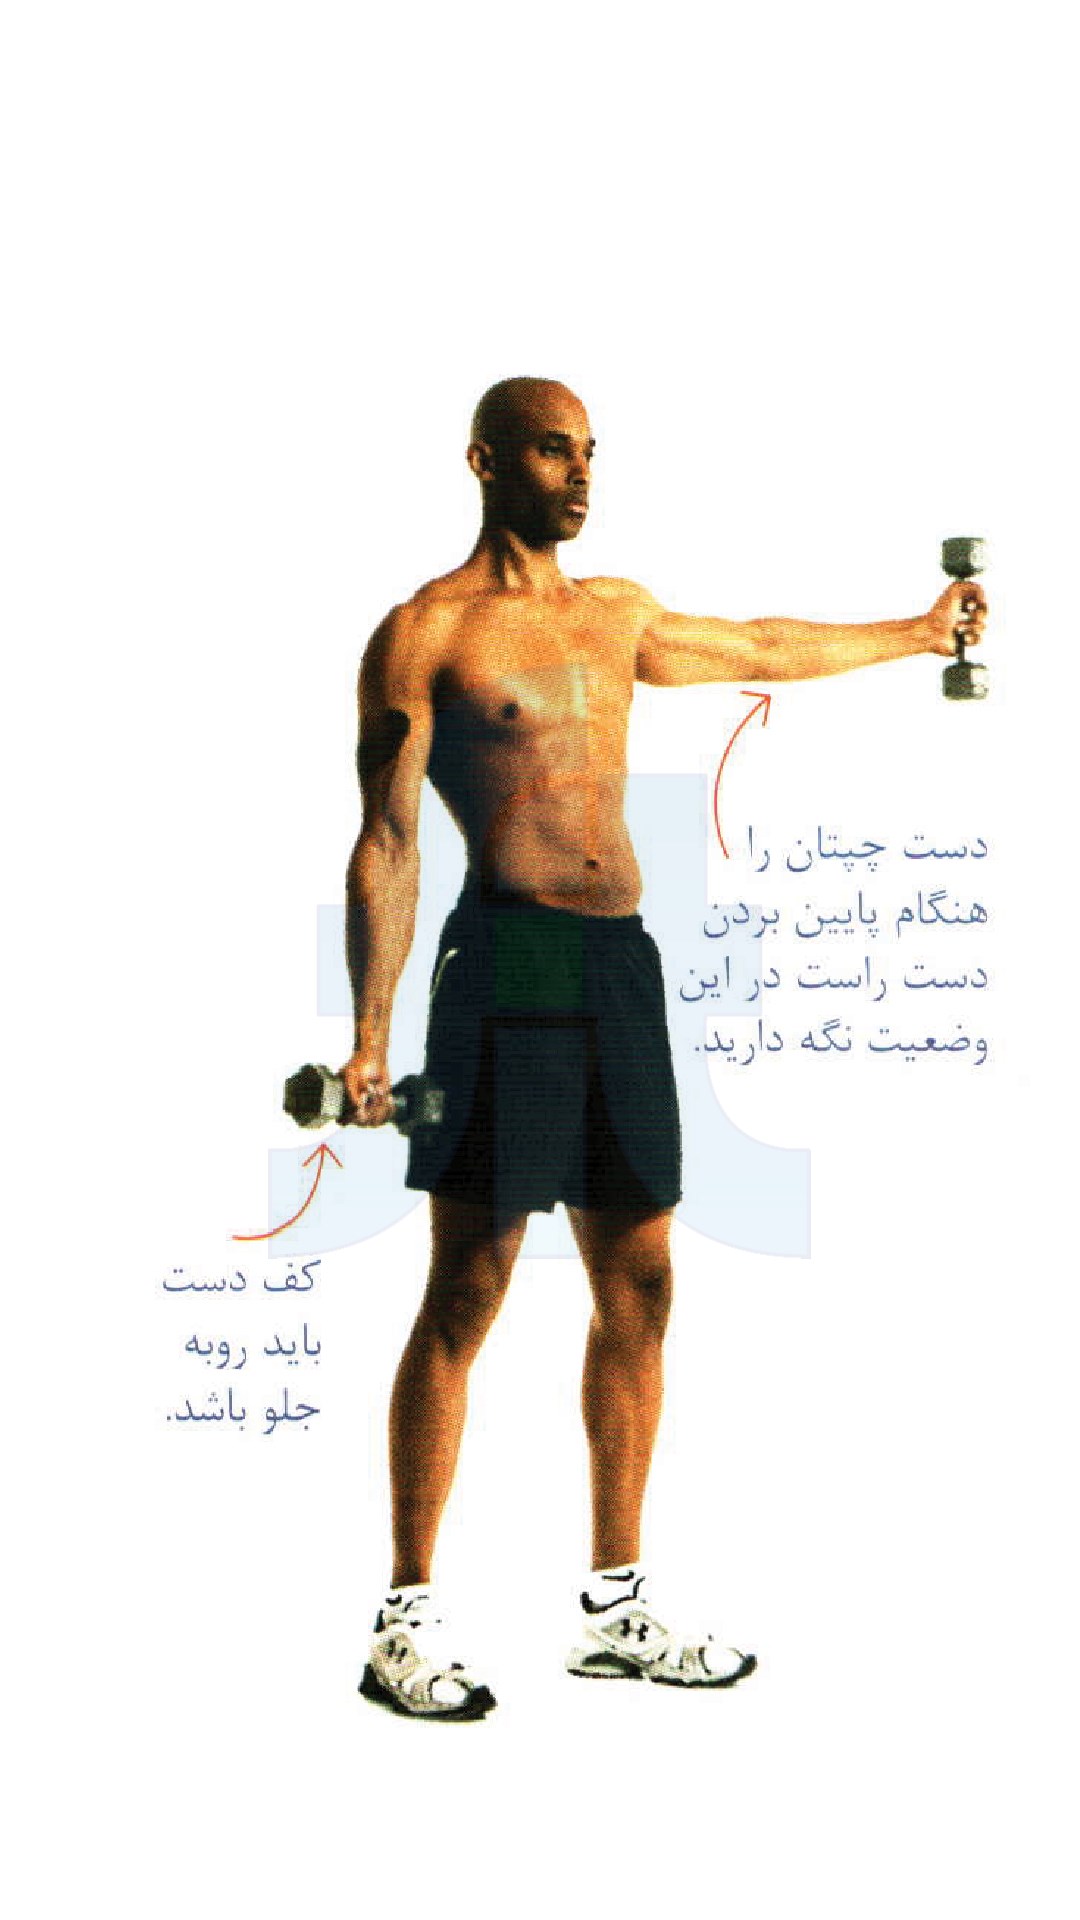 دست چپتان را
هنگام پایین بردن
دست راست در این
وضعیت نگه دارید.
کف دست
باید روبه
جلو باشد.